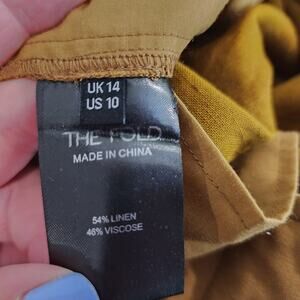 UK 14
US 10
THE FOLD
MADE IN CHINA
54% LINEN
46% VISCOSE